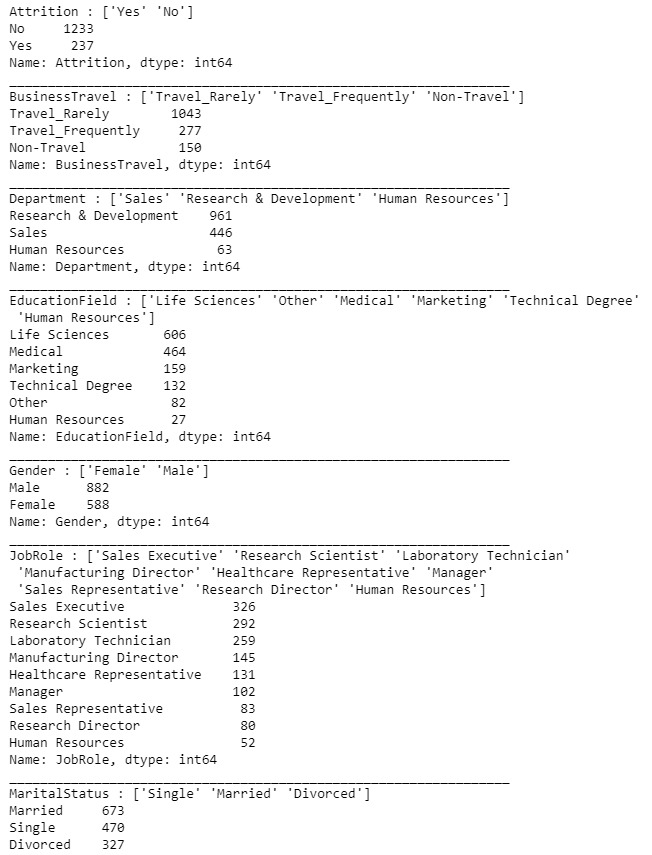 Attrition : ['Yes' 'No']
No     1233
Yes     237
Name: Attrition, dtype: int64
_________________________________________________________________
BusinessTravel : ['Travel_Rarely' 'Travel_Frequently' 'Non-Travel']
Travel_Rarely        1043
Travel_Frequently     277
Non-Travel            150
Name: BusinessTravel, dtype: int64
_________________________________________________________________
Department : ['Sales' 'Research & Development' 'Human Resources']
Research & Development    961
Sales                     446
Human Resources            63
Name: Department, dtype: int64
_________________________________________________________________
EducationField : ['Life Sciences' 'Other' 'Medical' 'Marketing' 'Technical Degree'
 'Human Resources']
Life Sciences       606
Medical             464
Marketing           159
Technical Degree    132
Other                82
Human Resources      27
Name: EducationField, dtype: int64
_________________________________________________________________
Gender : ['Female' 'Male']
Male      882
Female    588
Name: Gender, dtype: int64
_________________________________________________________________
JobRole : ['Sales Executive' 'Research Scientist' 'Laboratory Technician'
 'Manufacturing Director' 'Healthcare Representative' 'Manager'
 'Sales Representative' 'Research Director' 'Human Resources']
Sales Executive              326
Research Scientist           292
Laboratory Technician        259
Manufacturing Director       145
Healthcare Representative    131
Manager                      102
Sales Representative          83
Research Director             80
Human Resources               52
Name: JobRole, dtype: int64
_________________________________________________________________
MaritalStatus : ['Single' 'Married' 'Divorced']
Married     673
Single      470
Divorced    327